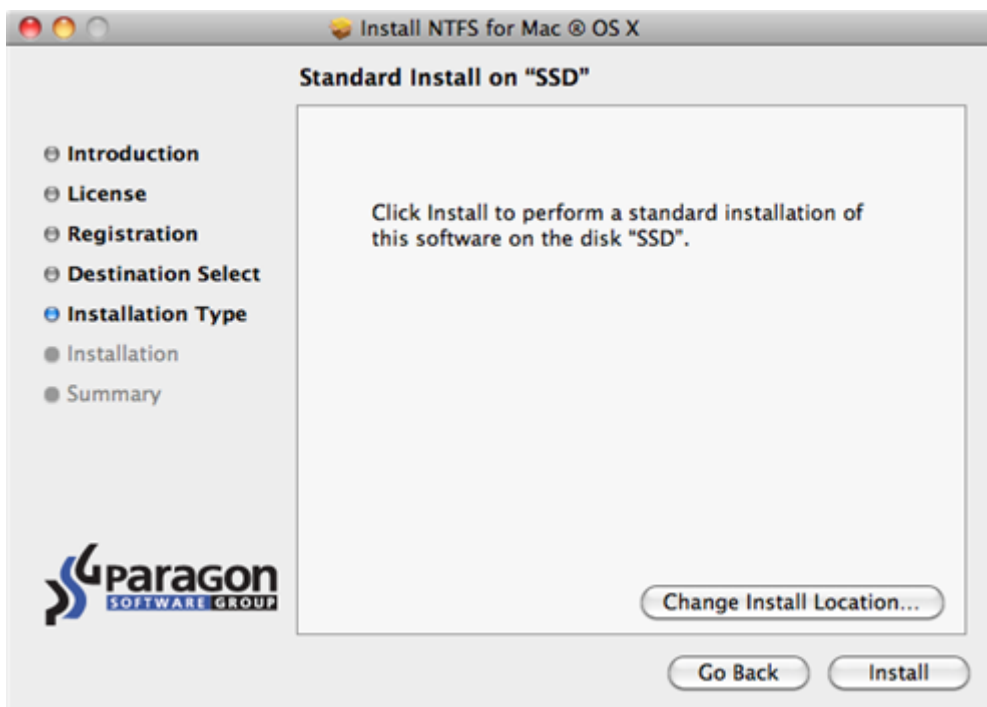 Install NTFS for Mac ® OS X
Standard Install on “SSD”
Introduction
License
Registration
Destination Select
Installation Type
Installation
Summary
Click Install to perform a standard installation of
this software on the disk "SSD".
Paragon
SOFTWARE GROUP
Change Install Location...
Go Back
Install